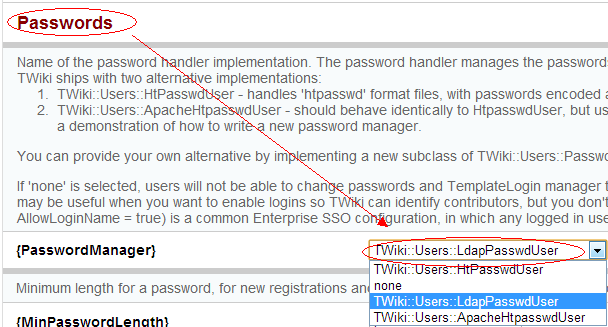 Passwords
Name of the password handler implementation. The password handler manages the passwords
TWiki ships with two alternative implementations:
1. TWiki::Users::HtPasswdUser - handles 'htpasswd' format files, with passwords encoded a
2. TWiki::Users::ApacheHtpasswdUser - should behave identically to HtpasswdUser, but us
a demonstration of how to write a new password manager.
You can provide your own alternative by implementing a new subclass of TWiki::Users::Passw
If 'none' is selected, users will not be able to change passwords and TemplateLogin manager t
may be useful when you want to enable logins so TWiki can identify contributors, but you don't
AllowLoginName = true) is a common Enterprise SSO configuration, in which any logged in use
{PasswordManager}
TWiki::Users::LdapPasswdUser
TWiki::Users::HtPasswdUser
none
TWiki::Users::LdapPasswdUser
TWiki::Users::ApacheHtpasswdUser
Minimum length for a password, for new registrations and
{MinPasswordLength}